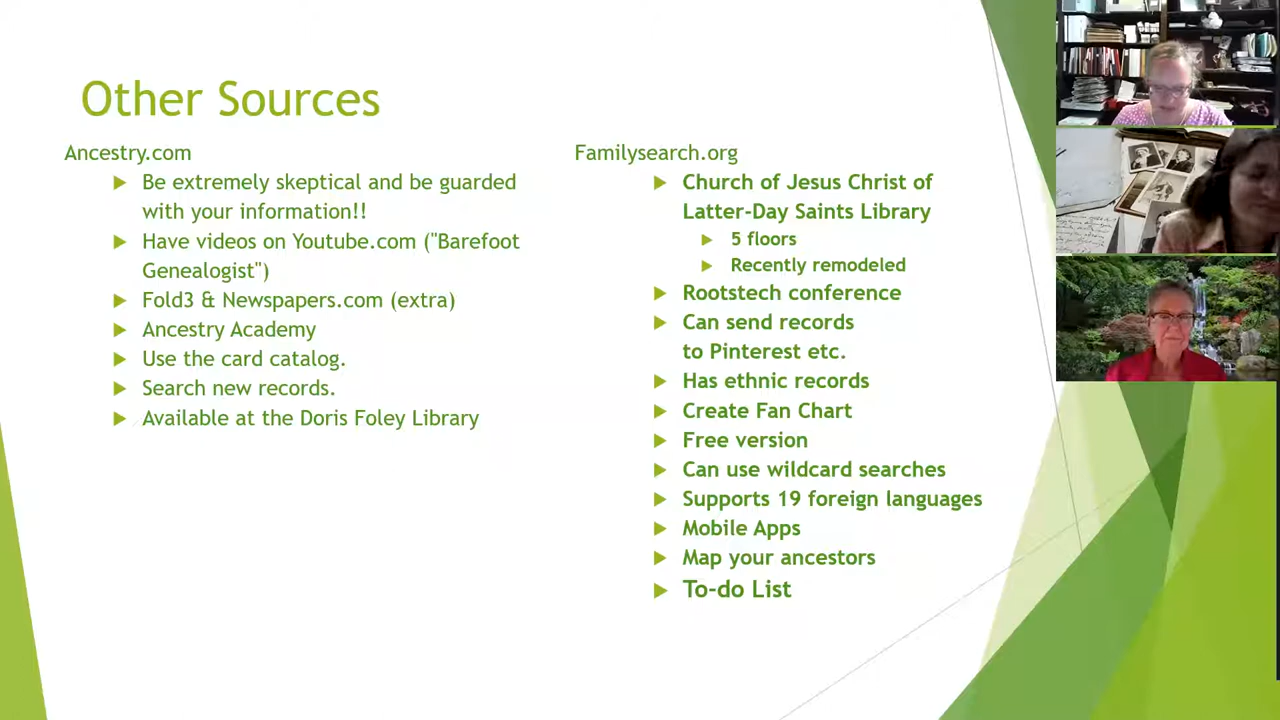 Other Sources
Ancestry.com
Be extremely skeptical and be guarded
with your information!!
Have videos on Youtube.com ("Barefoot
Genealogist")
Fold3 & Newspapers.com (extra)
Ancestry Academy
Use the card catalog.
Search new records.
Available at the Doris Foley Library
Familysearch.org
Church of Jesus Christ of
Latter-Day Saints Library
5 floors
Recently remodeled
Rootstech conference
Can send records
to Pinterest etc.
Has ethnic records
Create Fan Chart
Free version
Can use wildcard searches
Supports 19 foreign languages
Mobile Apps
Map your ancestors
To-do List